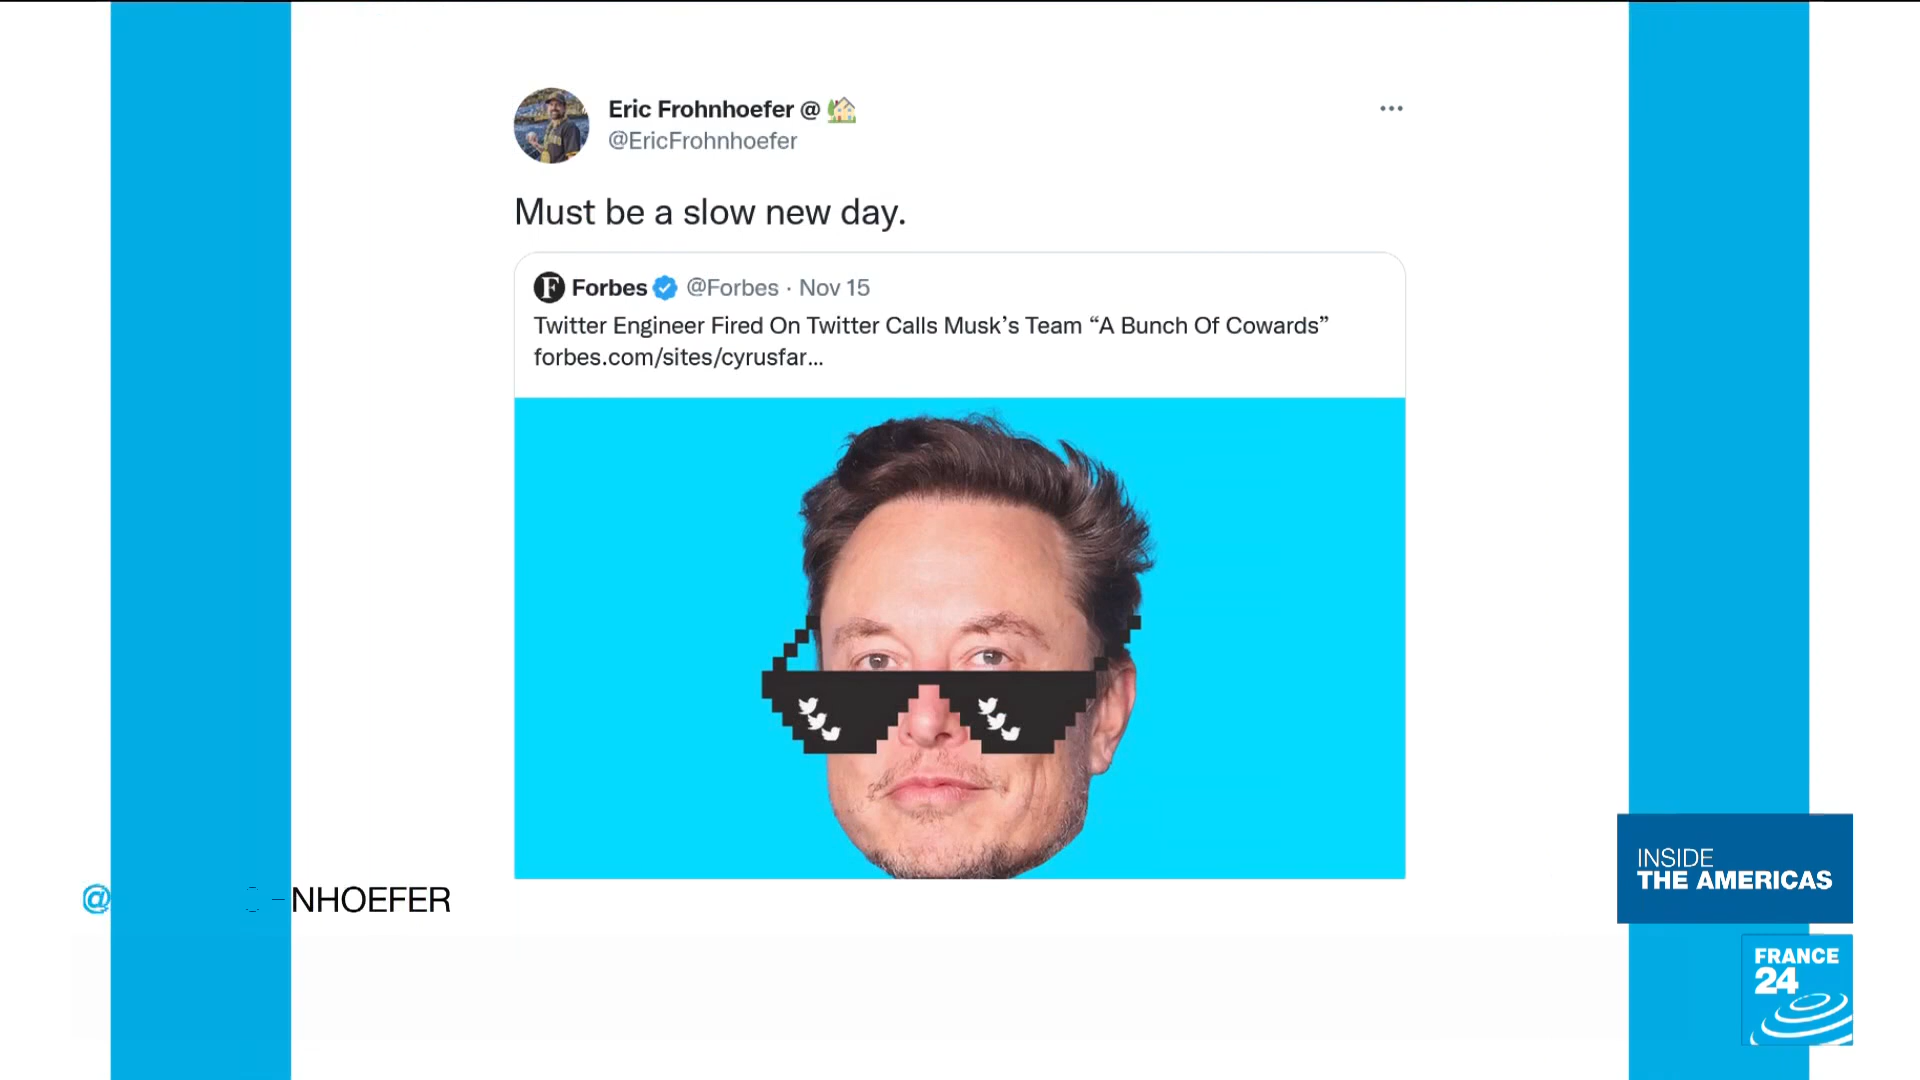 Eric Frohnhoefer @ 🏡
@EricFrohnhoefer
Must be a slow new day.
Forbes @Forbes · Nov 15
Twitter Engineer Fired On Twitter Calls Musk’s Team “A Bunch Of Cowards”
forbes.com/sites/cyrusfar...
@ NHOEFER
INSIDE
THE AMERICAS
FRANCE
24